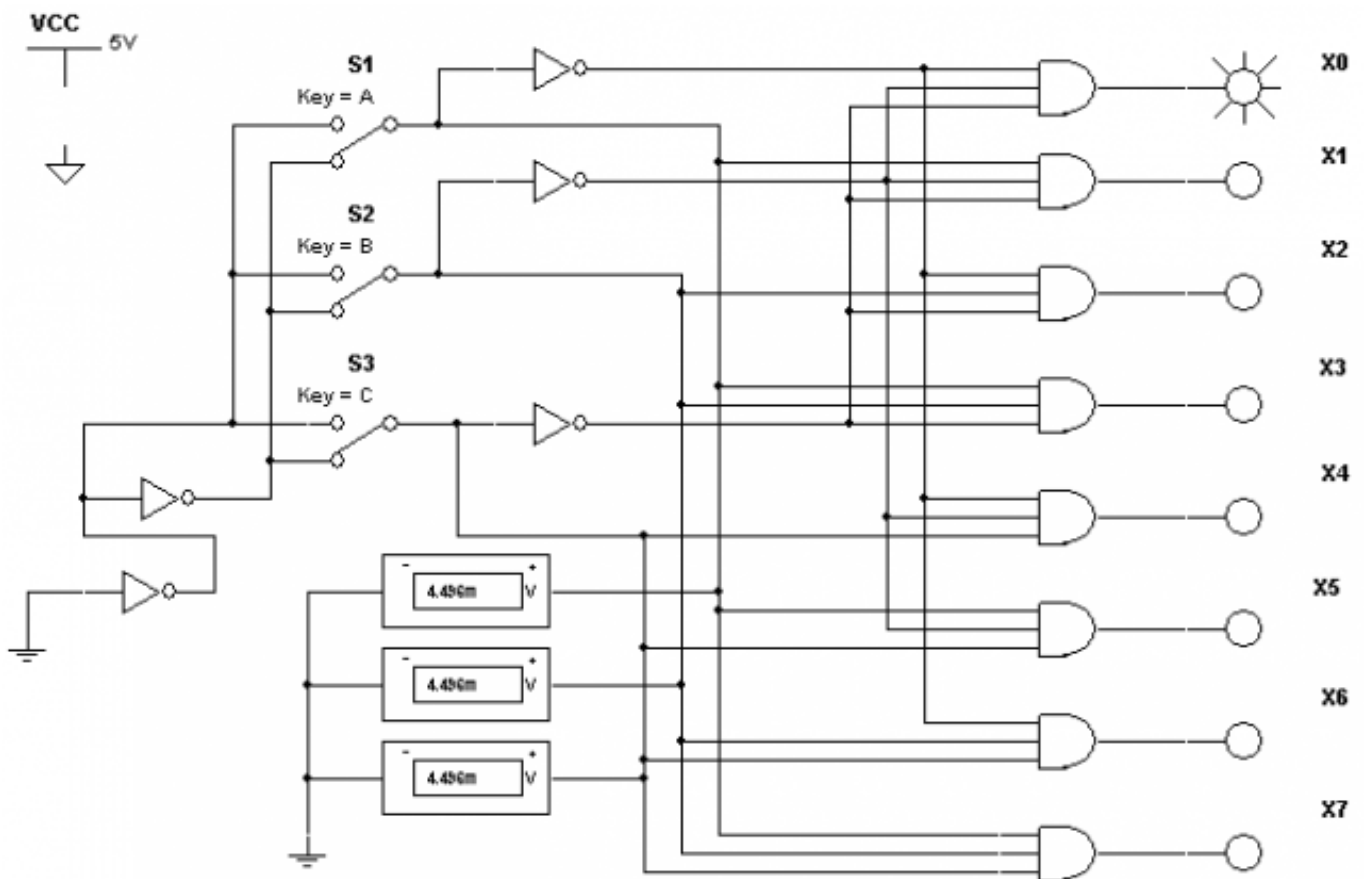 VCC
5V
S1
Key = A
S2
Key = B
S3
Key = C
X0
X1
X2
X3
X4
X5
X6
X7
- +
4.496m V
- +
4.496m V
- +
4.496m V